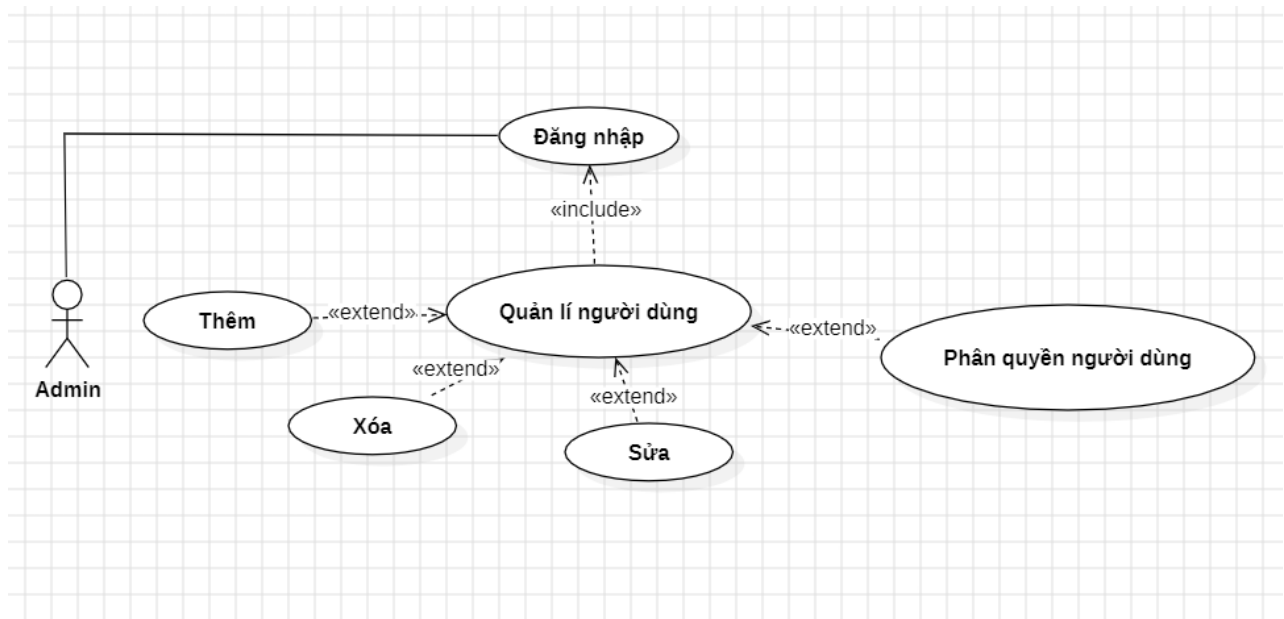 Đăng nhập
«include»
Quản lí người dùng
Thêm
«extend»
«extend»
Phân quyền người dùng
«extend»
Admin
«extend»
Xóa
Sửa